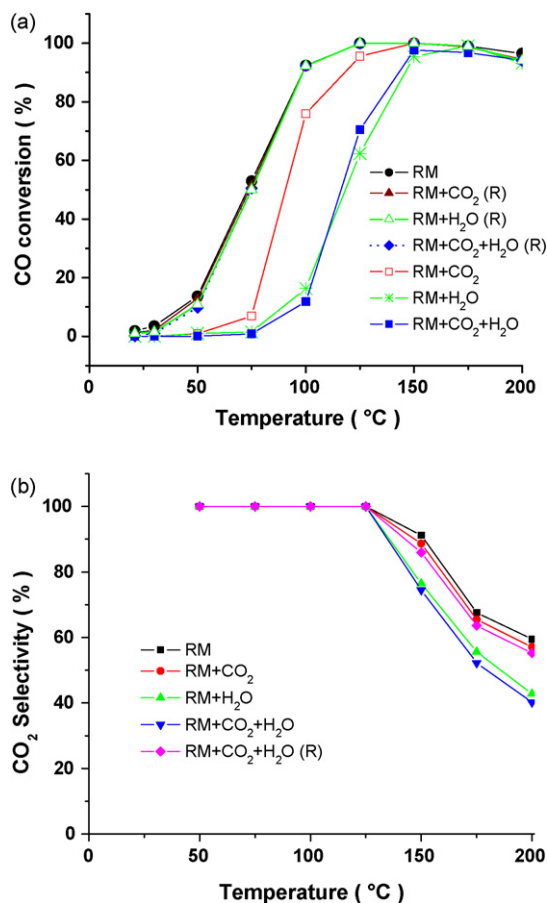 (a)
100
80
60
40
20
0
CO conversion ( % )
RM
RM+CO₂ (R)
RM+H₂O (R)
RM+CO₂+H₂O (R)
RM+CO₂
RM+H₂O
RM+CO₂+H₂O
0 50 100 150 200
Temperature ( °C )
(b)
100
80
60
40
20
0
CO₂ Selectivity ( % )
RM
RM+CO₂
RM+H₂O
RM+CO₂+H₂O
RM+CO₂+H₂O (R)
0 50 100 150 200
Temperature ( °C )